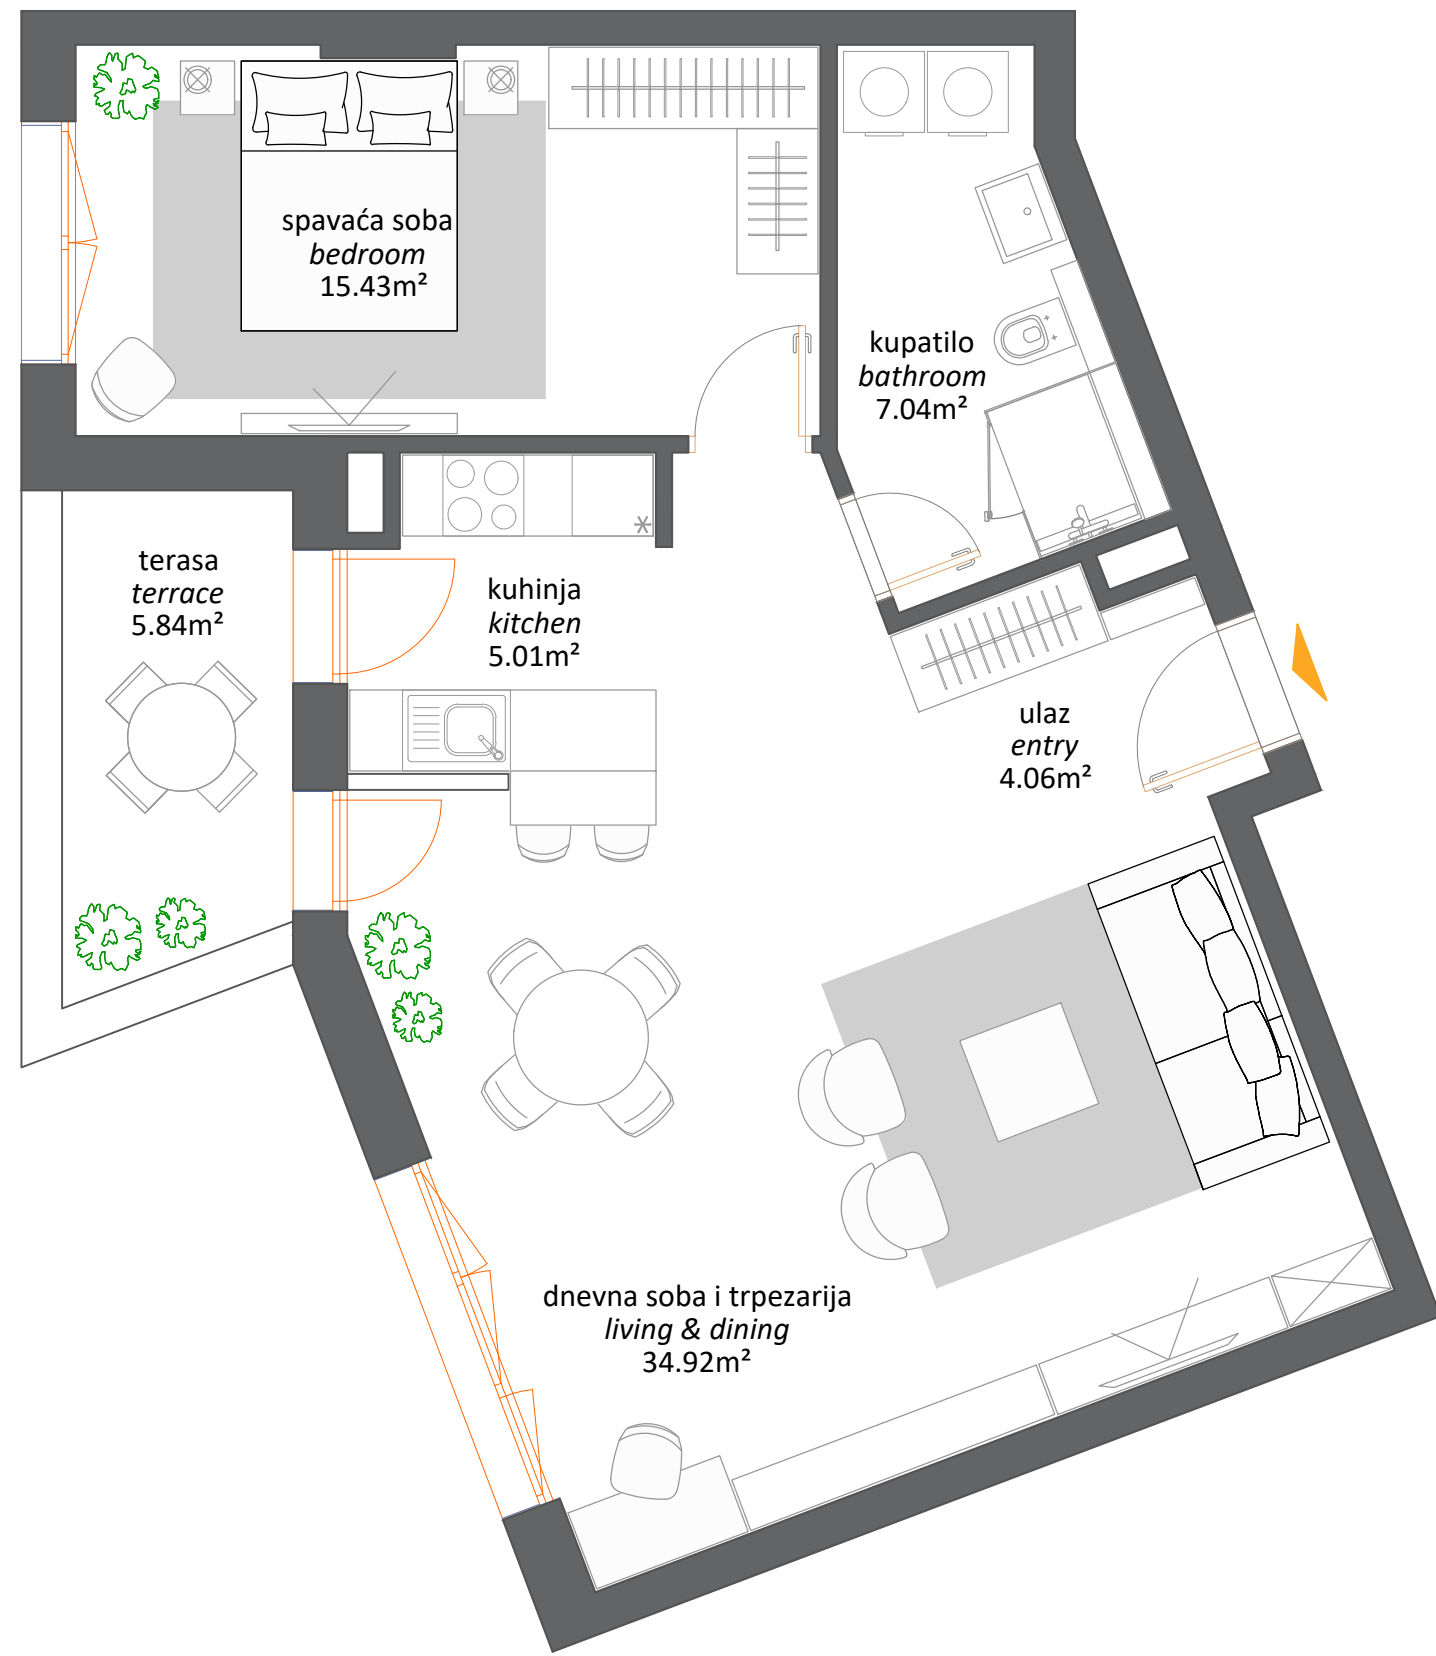 spavaća soba
bedroom
15.43m²
kupatilo
bathroom
7.04m²
terasa
terrace
5.84m²
kuhinja
kitchen
5.01m²
ulaz
entry
4.06m²
dnevna soba i trpezarija
living & dining
34.92m²